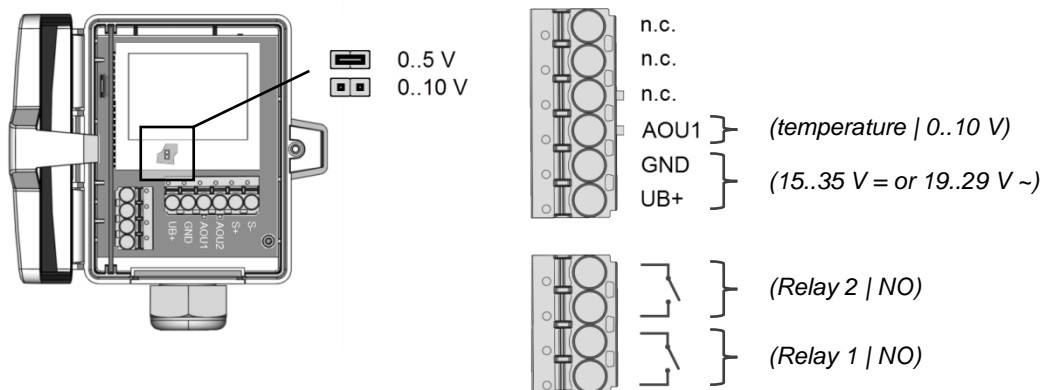 0..5 V
0..10 V
UB+
GND
AOU1
AOU2
S+
S-
n.c.
n.c.
n.c.
AOU1 (temperature | 0..10 V)
GND
UB+
(15..35 V = or 19..29 V ~)
(Relay 2 | NO)
(Relay 1 | NO)